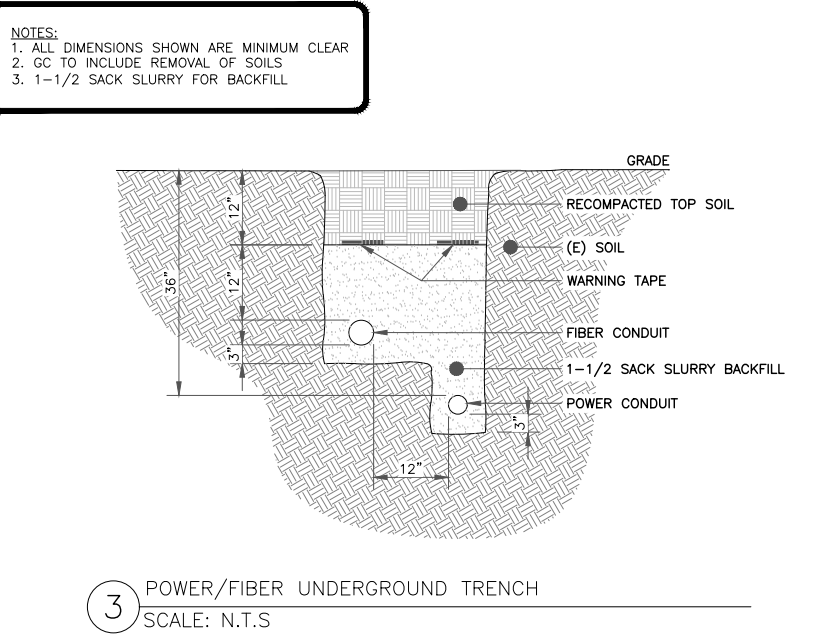 NOTES:
1. ALL DIMENSIONS SHOWN ARE MINIMUM CLEAR
2. GC TO INCLUDE REMOVAL OF SOILS
3. 1-1/2 SACK SLURRY FOR BACKFILL
GRADE
12"
RECOMPACTED TOP SOIL
(E) SOIL
36"
12"
WARNING TAPE
FIBER CONDUIT
3"
1-1/2 SACK SLURRY BACKFILL
POWER CONDUIT
3"
12"
3
POWER/FIBER UNDERGROUND TRENCH
SCALE: N.T.S